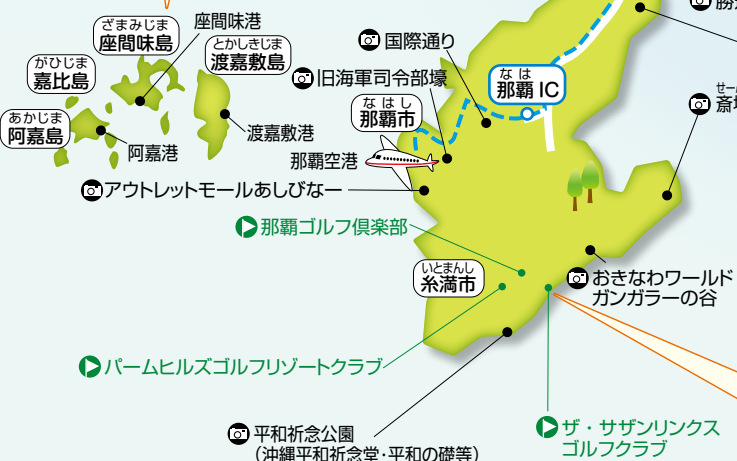 座間味港
ざまみじま
座間味島
がひじま
嘉比島
とかしきじま
渡嘉敷島
国際通り
旧海軍司令部壕
なは
那覇IC
なはし
那覇市
あかじま
阿嘉島
阿嘉港
渡嘉敷港
那覇空港
アウトレットモールあしびなー
那覇ゴルフ倶楽部
いとまんし
糸満市
おきなわワールド
ガンガラーの谷
パームヒルズゴルフリゾートクラブ
平和祈念公園
(沖縄平和祈念堂・平和の礎等)
ザ・サザンリンクス
ゴルフクラブ